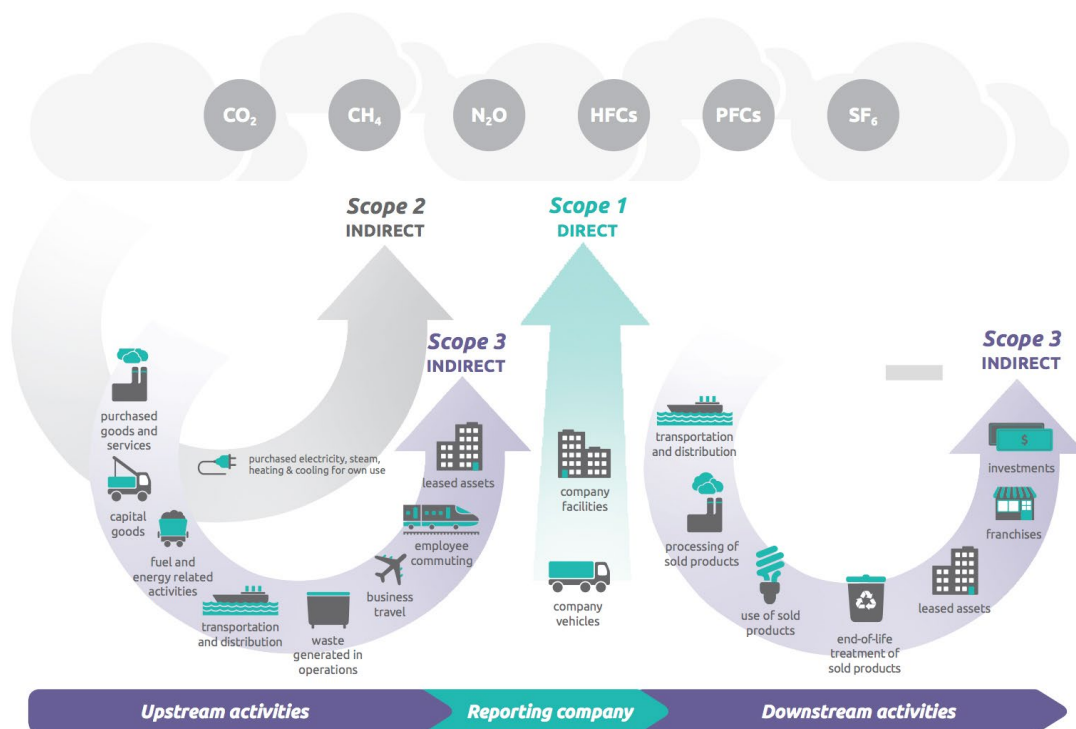 CO₂
CH₄
N₂O
HFCs
PFCs
SF₆
Scope 2
INDIRECT
Scope 1
DIRECT
Scope 3
INDIRECT
Scope 3
INDIRECT
purchased
goods and
services
capital
goods
fuel and
energy related
activities
transportation
and distribution
waste
generated in
operations
business
travel
employee
commuting
leased assets
purchased electricity, steam,
heating & cooling for own use
company
facilities
company
vehicles
transportation
and distribution
processing of
sold products
use of sold
products
end-of-life
treatment of
sold products
leased assets
franchises
$
investments
Upstream activities
Reporting company
Downstream activities